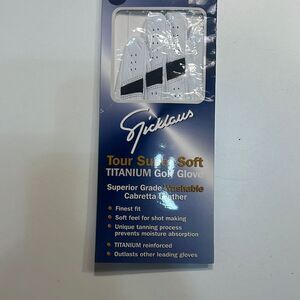 Nicklaus
Tour Super Soft
TITANIUM Golf Glove
Superior Grade Washable
Cabretta Leather
• Finest fit
• Soft feel for shot making
• Unique tanning process
prevents moisture absorption
• TITANIUM reinforced
• Outlasts other leading gloves